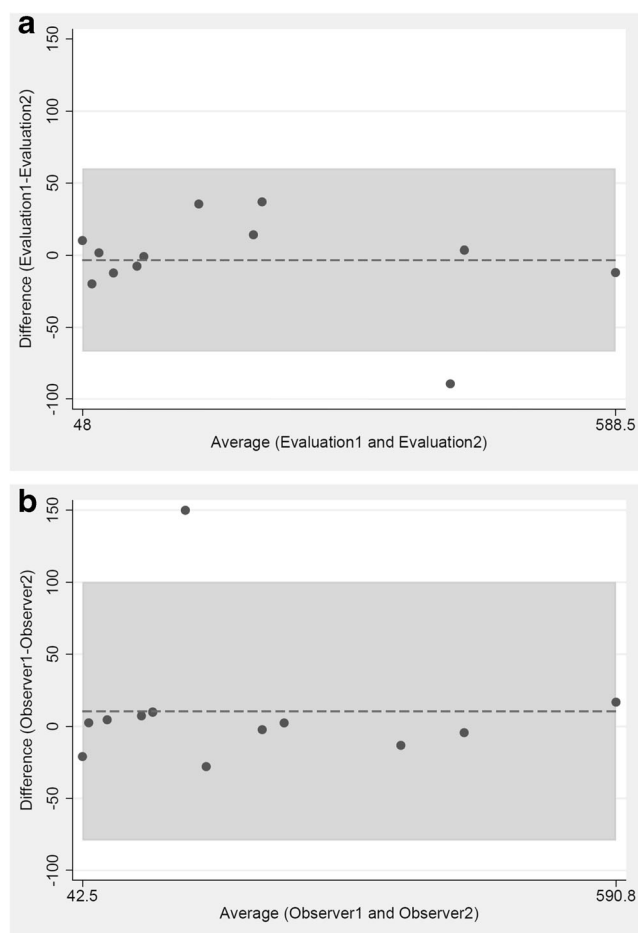 a
150
100
50
0
-50
-100
Difference (Evaluation1-Evaluation2)
48
588.5
Average (Evaluation1 and Evaluation2)
b
150
100
50
0
-50
-100
Difference (Observer1-Observer2)
42.5
590.8
Average (Observer1 and Observer2)